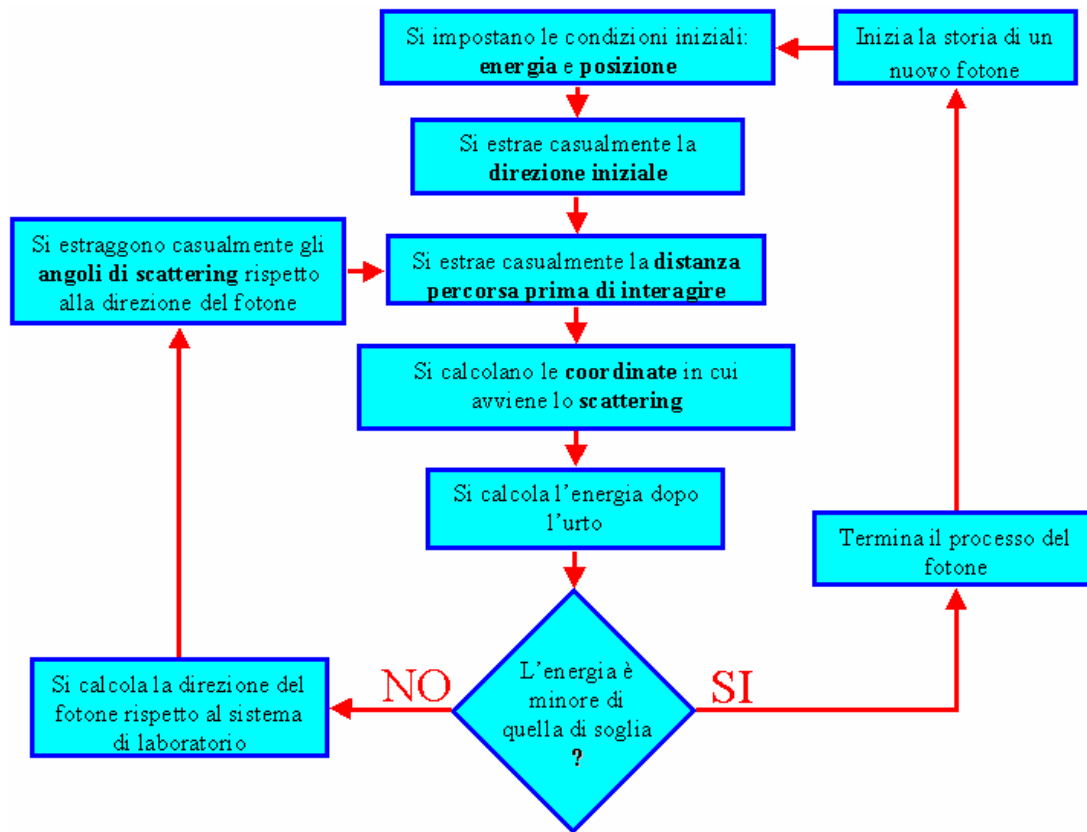 Si impostano le condizioni iniziali:
energia e posizione
Inizia la storia di un
nuovo fotone
Si estrae casualmente la
direzione iniziale
Si estraggono casualmente gli
angoli di scattering rispetto
alla direzione del fotone
Si estrae casualmente la distanza
percorsa prima di interagire
Si calcolano le coordinate in cui
avviene lo scattering
Si calcola l'energia dopo
l'urto
Termina il processo del
fotone
L'energia è
minore di
quella di soglia
?
NO
SI
Si calcola la direzione del
fotone rispetto al sistema
di laboratorio